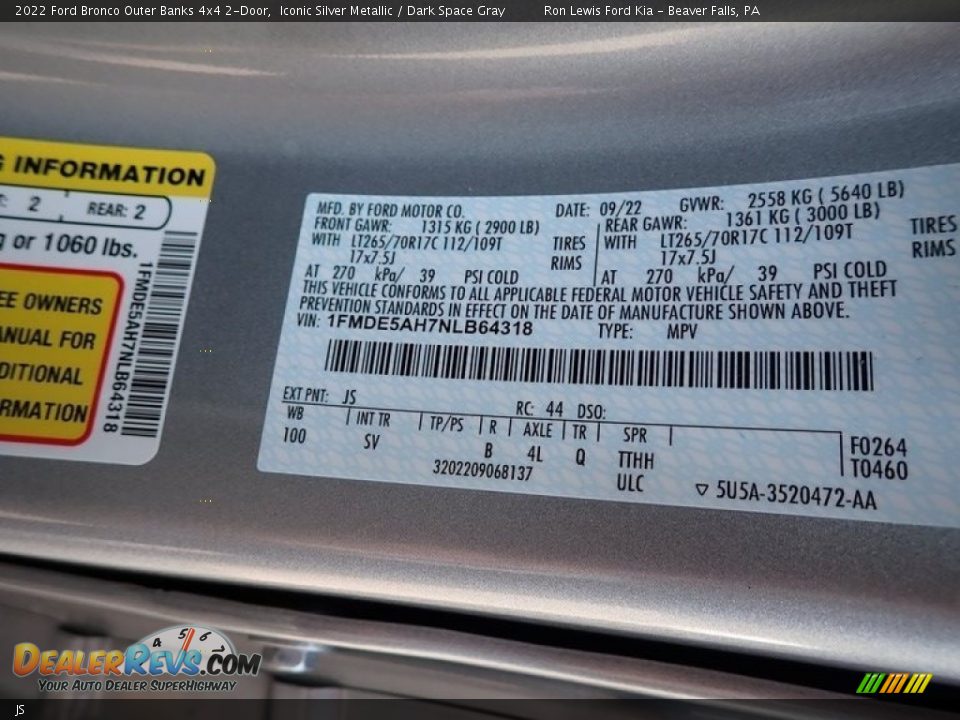 2022 Ford Bronco Outer Banks 4x4 2-Door, Iconic Silver Metallic / Dark Space Gray Ron Lewis Ford Kia - Beaver Falls, PA
INFORMATION
2 REAR: 2
or 1060 lbs.
EE OWNERS
ANUAL FOR
DITIONAL
RMATION
1FMDE5AH7NLB64318
MFD. BY FORD MOTOR CO. DATE: 09/22 GVWR: 2558 KG ( 5640 LB)
FRONT GAWR: 1315 KG ( 2900 LB) REAR GAWR: 1361 KG ( 3000 LB)
WITH LT265/70R17C 112/109T TIRES WITH LT265/70R17C 112/109T TIRES
17x7.5J RIMS 17x7.5J RIMS
AT 270 kPa/ 39 PSI COLD AT 270 kPa/ 39 PSI COLD
THIS VEHICLE CONFORMS TO ALL APPLICABLE FEDERAL MOTOR VEHICLE SAFETY AND THEFT
PREVENTION STANDARDS IN EFFECT ON THE DATE OF MANUFACTURE SHOWN ABOVE.
VIN: 1FMDE5AH7NLB64318 TYPE: MPV
EXT PNT: JS RC: 44 DSO:
WB INT TR TP/PS R AXLE TR SPR F0264
100 SV B 4L Q TTHH T0460
3202209068137 ULC 5U5A-3520472-AA
4 5 6
DealerRevs.com
Your Auto Dealer SuperHighway
JS